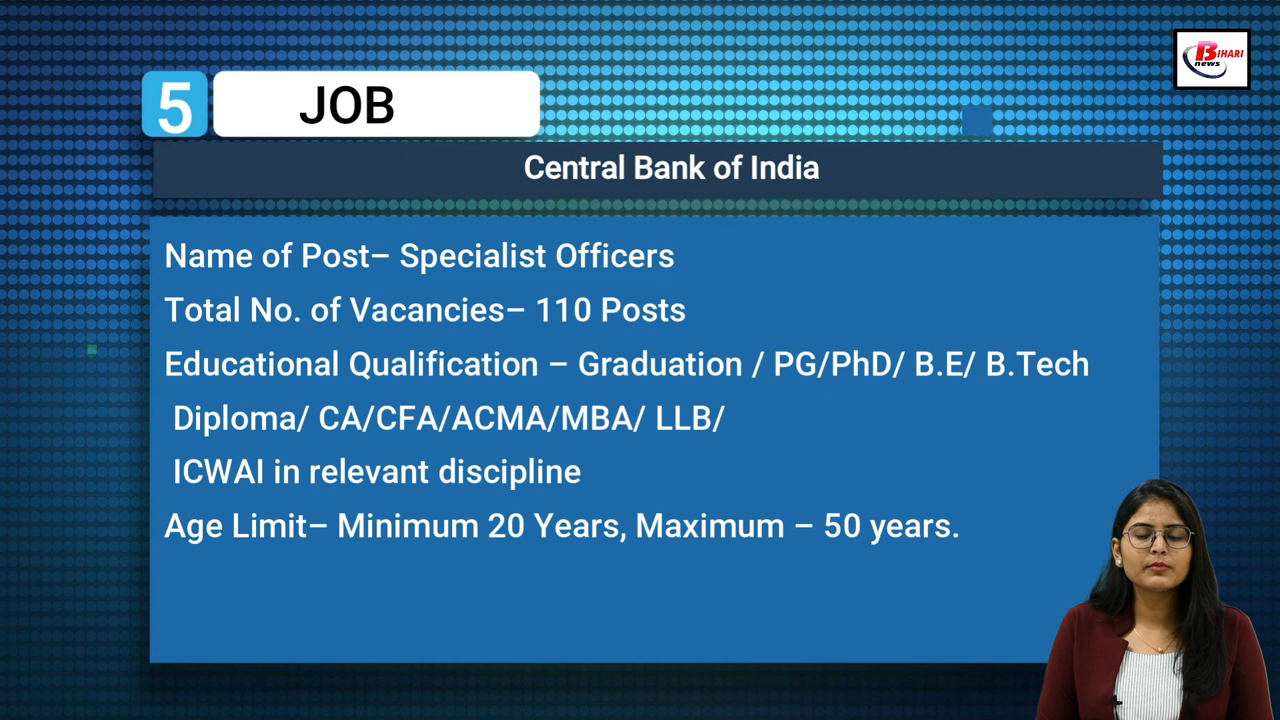 BIHARI
news
5 JOB
Central Bank of India
Name of Post– Specialist Officers
Total No. of Vacancies– 110 Posts
Educational Qualification – Graduation / PG/PhD/ B.E/ B.Tech
Diploma/ CA/CFA/ACMA/MBA/ LLB/
ICWAI in relevant discipline
Age Limit– Minimum 20 Years, Maximum – 50 years.